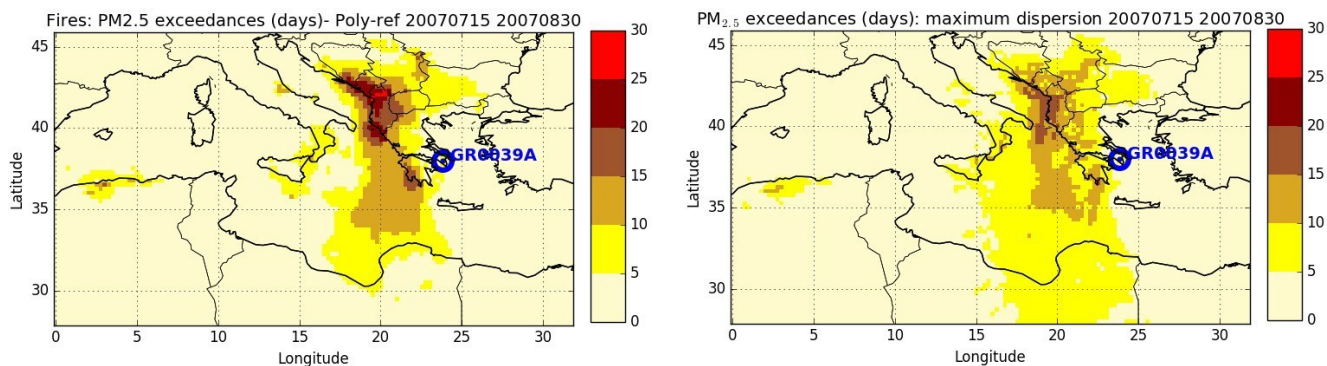 Fires: PM2.5 exceedances (days)- Poly-ref 20070715 20070830
45
40
35
30
Latitude
0 5 10 15 20 25 30
Longitude
GR0039A
30
25
20
15
10
5
0
PM2.5 exceedances (days): maximum dispersion 20070715 20070830
45
40
35
30
Latitude
0 5 10 15 20 25 30
Longitude
GR0039A
30
25
20
15
10
5
0